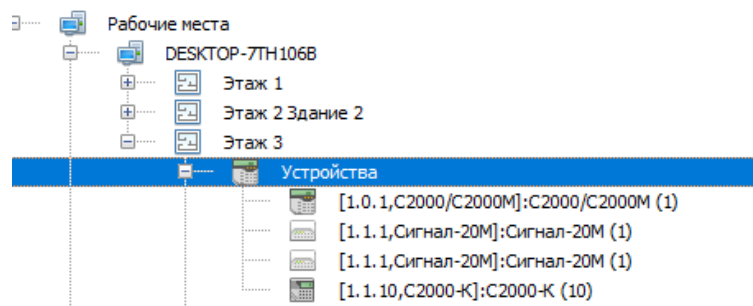 Рабочие места
DESKTOP-7TH106B
Этаж 1
Этаж 2 Здание 2
Этаж 3
Устройства
[1.0.1,С2000/С2000М]:С2000/С2000М (1)
[1.1.1,Сигнал-20М]:Сигнал-20М (1)
[1.1.1,Сигнал-20М]:Сигнал-20М (1)
[1.1.10,С2000-К]:С2000-К (10)